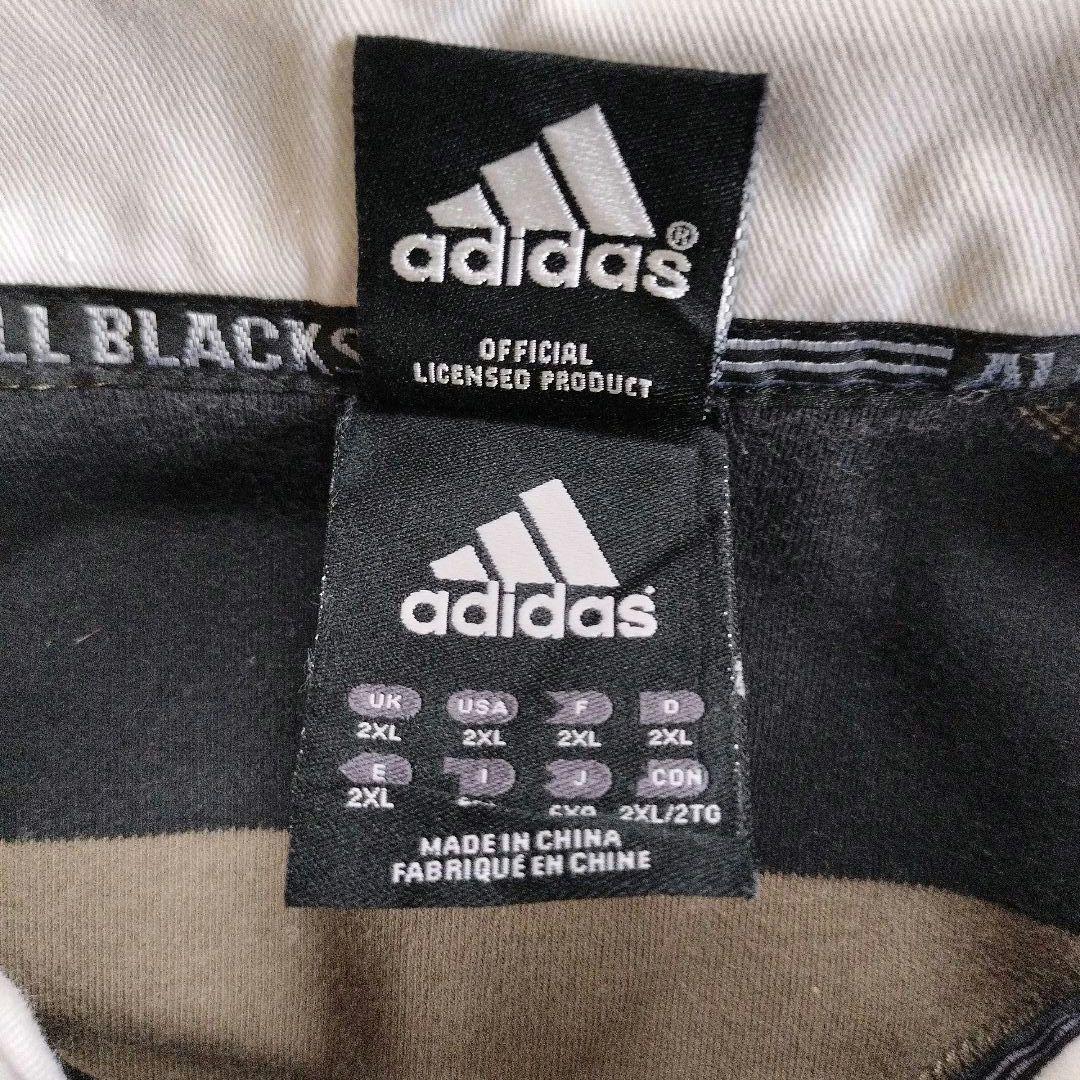 adidas®
OFFICIAL
LICENSED PRODUCT
LL BLACKS
adidas
UK USA F D
2XL 2XL 2XL 2XL
E I J CDN
2XL 2XL/2TG
MADE IN CHINA
FABRIQUÉ EN CHINE